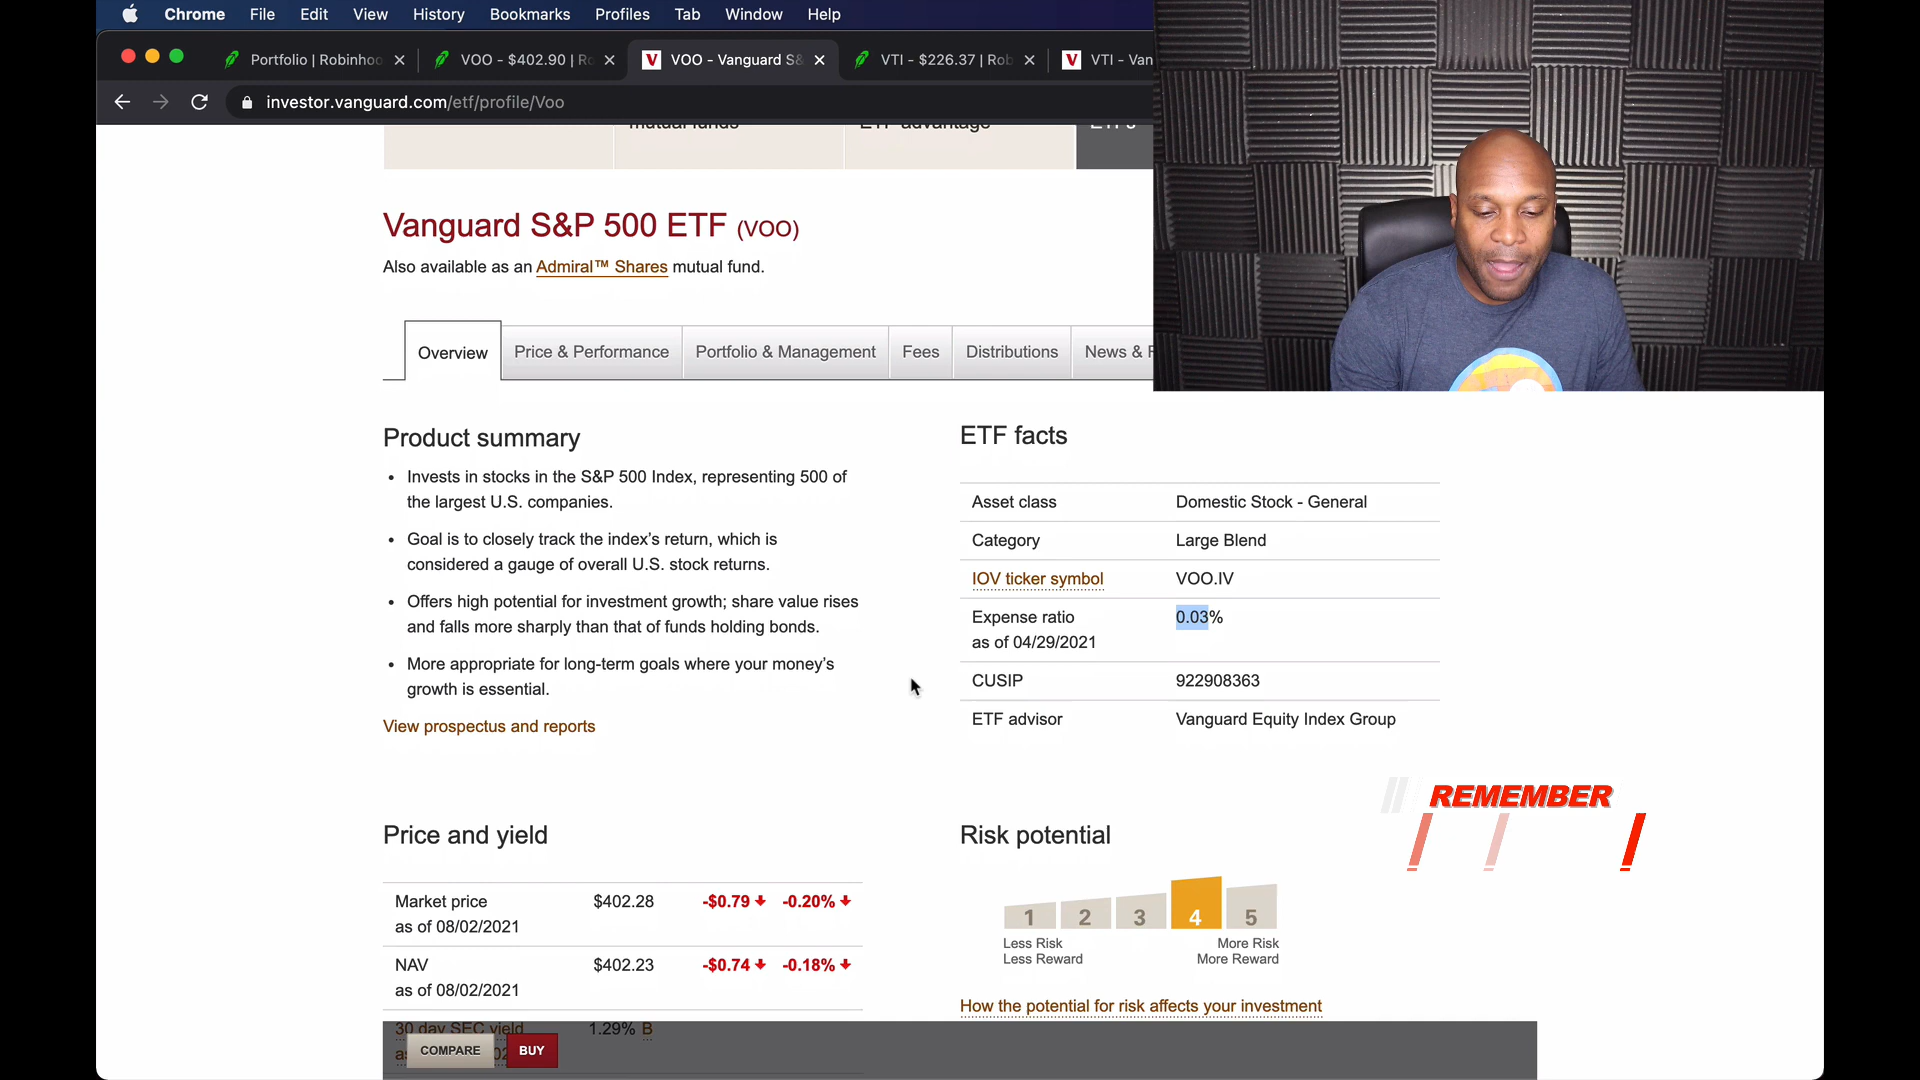 Chrome File Edit View History Bookmarks Profiles Tab Window Help
Portfolio | Robinhoo VOO - $402.90 | Ro VOO - Vanguard S& VTI - $226.37 | Rob VTI - Van
investor.vanguard.com/etf/profile/Voo
mutual funds ETF advantage ETFs
Vanguard S&P 500 ETF (VOO)
Also available as an Admiral™ Shares mutual fund.
Overview Price & Performance Portfolio & Management Fees Distributions News &
Product summary
• Invests in stocks in the S&P 500 Index, representing 500 of
the largest U.S. companies.
• Goal is to closely track the index's return, which is
considered a gauge of overall U.S. stock returns.
• Offers high potential for investment growth; share value rises
and falls more sharply than that of funds holding bonds.
• More appropriate for long-term goals where your money's
growth is essential.
View prospectus and reports
ETF facts
Asset class Domestic Stock - General
Category Large Blend
IOV ticker symbol VOO.IV
Expense ratio 0.03%
as of 04/29/2021
CUSIP 922908363
ETF advisor Vanguard Equity Index Group
REMEMBER
Price and yield
Market price $402.28 -$0.79 -0.20%
as of 08/02/2021
NAV $402.23 -$0.74 -0.18%
as of 08/02/2021
30 day SEC yield 1.29% B
COMPARE BUY
Risk potential
1 2 3 4 5
Less Risk More Risk
Less Reward More Reward
How the potential for risk affects your investment